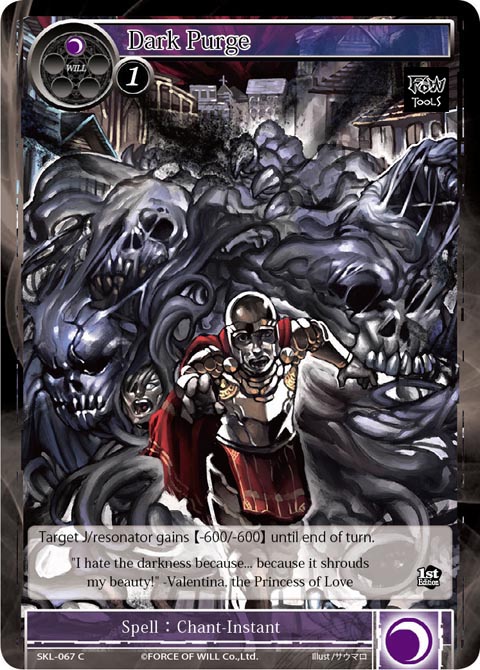 Dark Purge
WILL
1
FOW
TOOLS
Target J/resonator gains【-600/-600】until end of turn.
"I hate the darkness because... because it shrouds
my beauty!" -Valentina, the Princess of Love
1st
Edition
Spell : Chant-Instant
SKL-067 C ©FORCE OF WILL Co.,Ltd. Illust /サウマロ